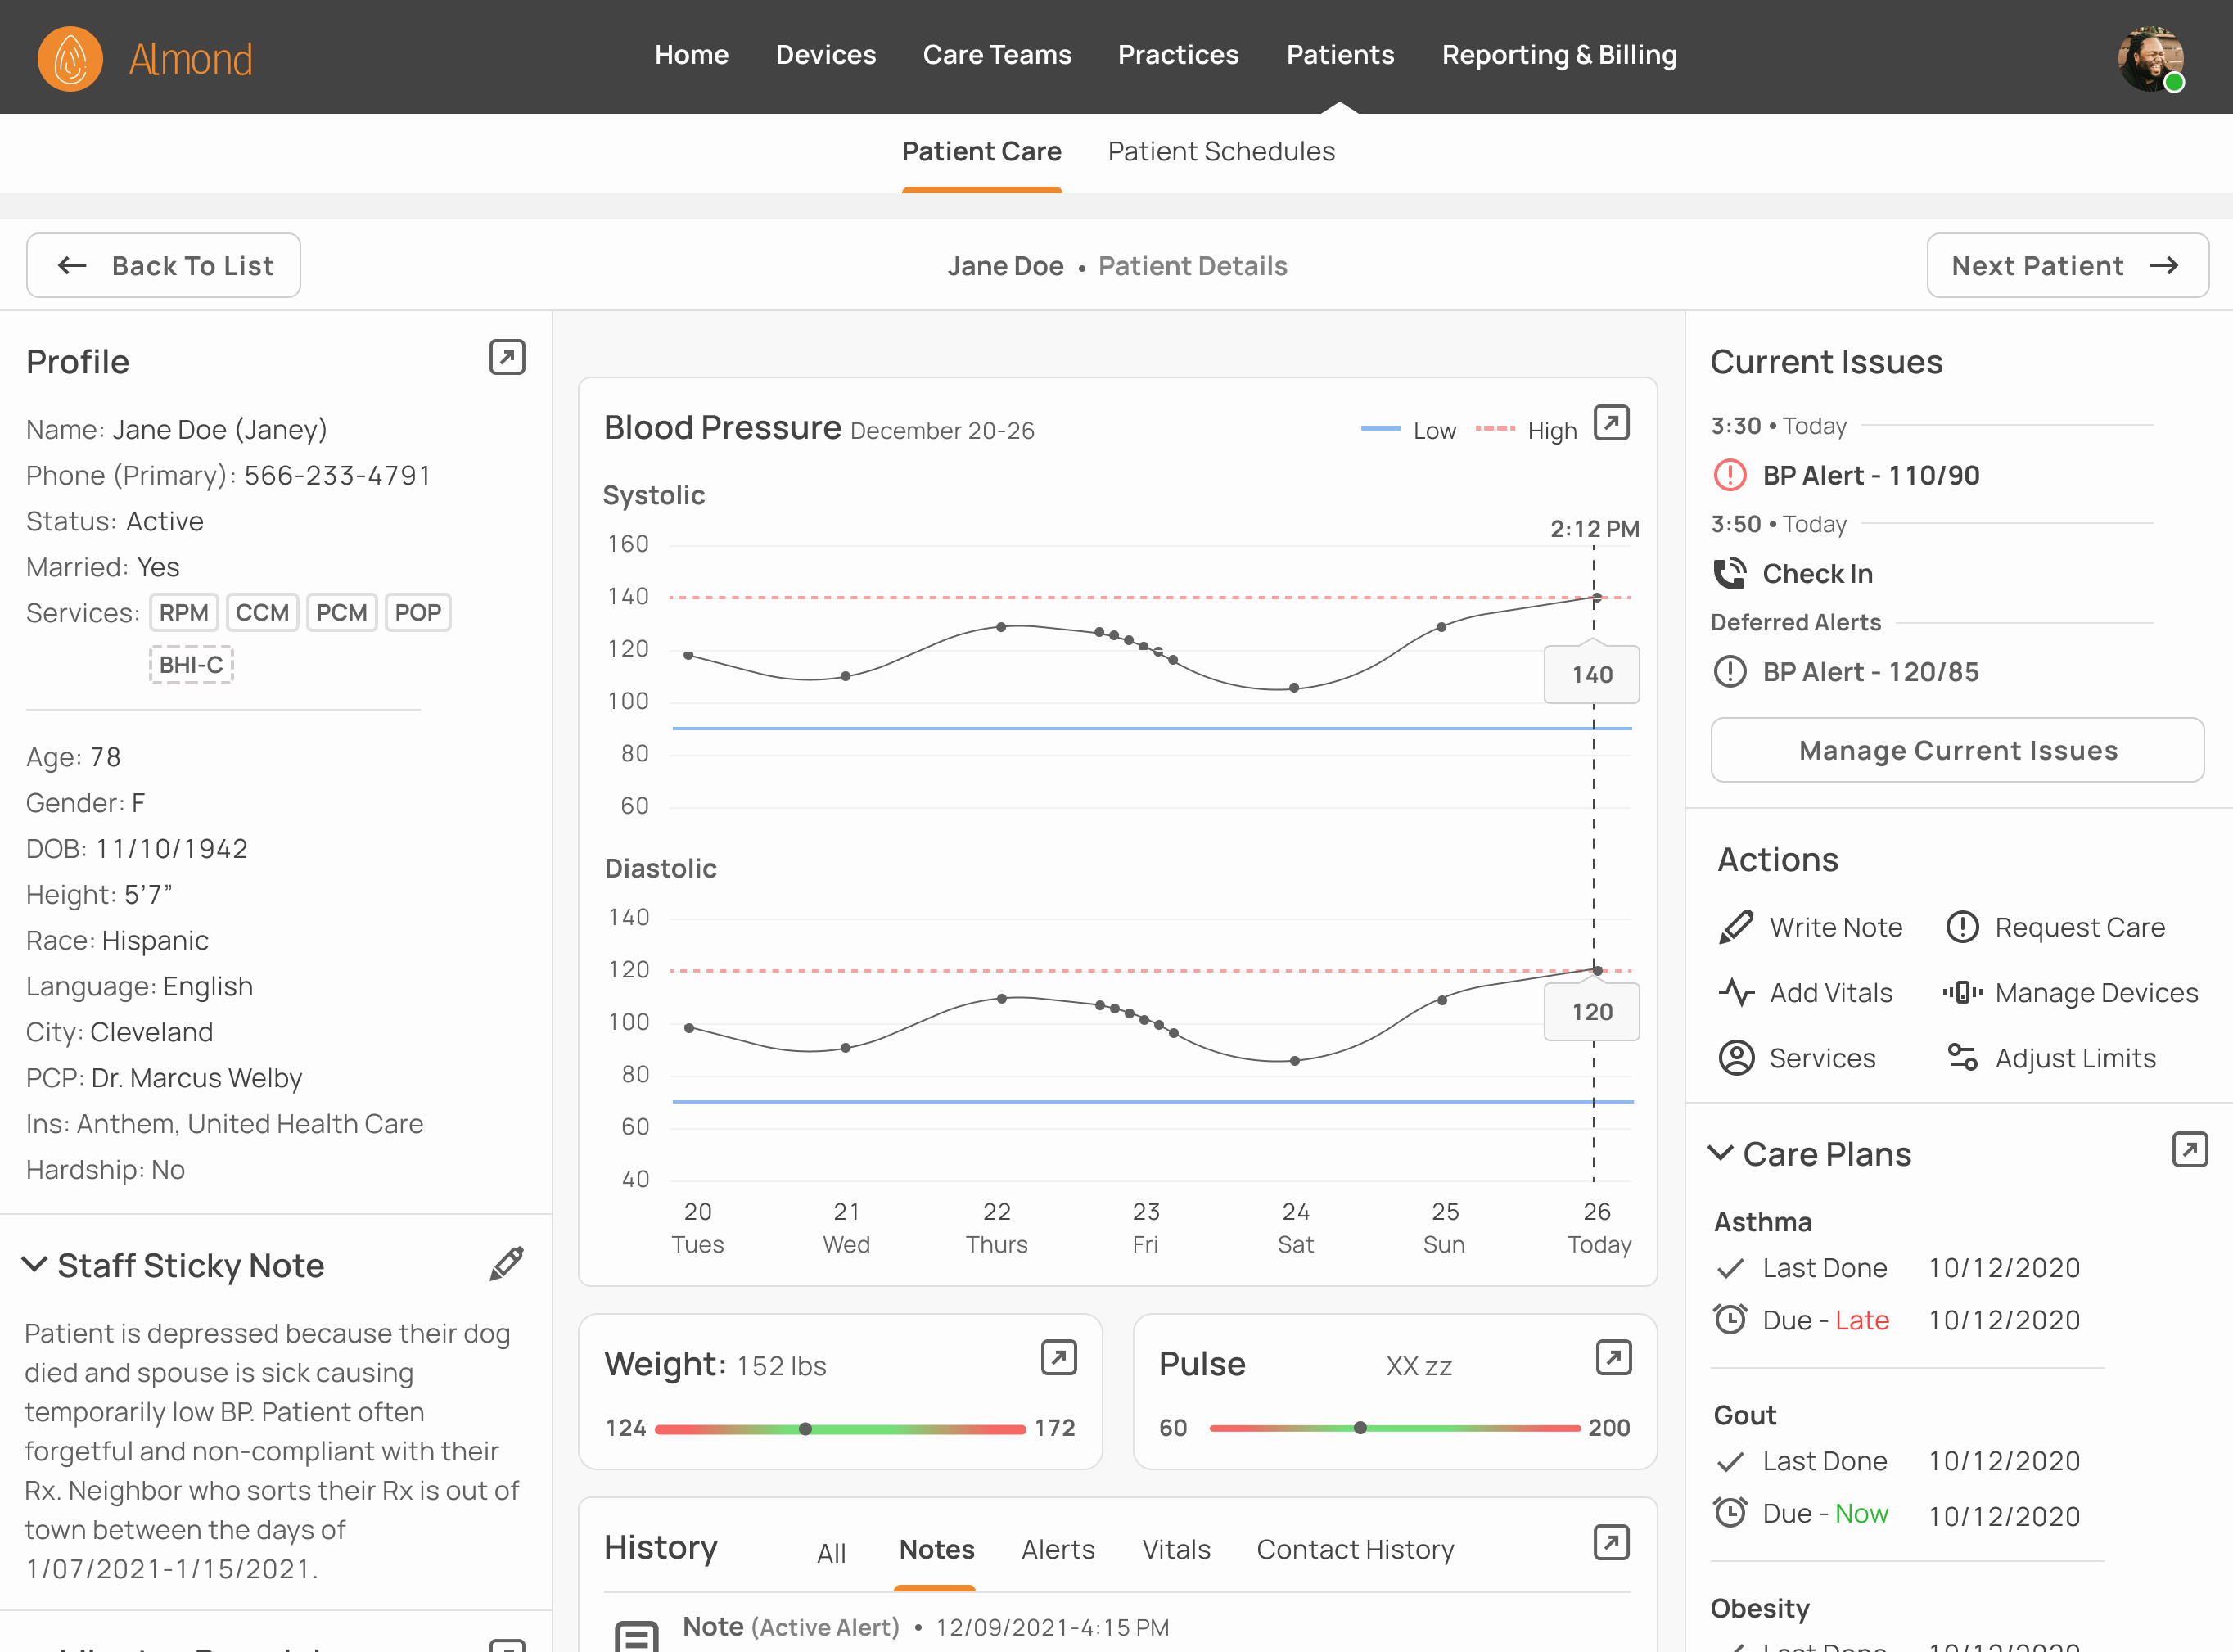 Almond
Home Devices Care Teams Practices Patients Reporting & Billing
Patient Care Patient Schedules
Back To List
Jane Doe • Patient Details
Next Patient
Profile
Name: Jane Doe (Janey)
Phone (Primary): 566-233-4791
Status: Active
Married: Yes
Services: RPM CCM PCM POP
BHI-C
Age: 78
Gender: F
DOB: 11/10/1942
Height: 5’7”
Race: Hispanic
Language: English
City: Cleveland
PCP: Dr. Marcus Welby
Ins: Anthem, United Health Care
Hardship: No
Staff Sticky Note
Patient is depressed because their dog
died and spouse is sick causing
temporarily low BP. Patient often
forgetful and non-compliant with their
Rx. Neighbor who sorts their Rx is out of
town between the days of
1/07/2021-1/15/2021.
Blood Pressure December 20-26
Low High
Systolic
2:12 PM
160
140
120
100
80
60
140
Diastolic
140
120
100
80
60
40
120
20 21 22 23 24 25 26
Tues Wed Thurs Fri Sat Sun Today
Weight: 152 lbs
124 172
Pulse XX zz
60 200
History All Notes Alerts Vitals Contact History
Note (Active Alert) • 12/09/2021-4:15 PM
Current Issues
3:30 • Today
BP Alert - 110/90
3:50 • Today
Check In
Deferred Alerts
BP Alert - 120/85
Manage Current Issues
Actions
Write Note Request Care
Add Vitals Manage Devices
Services Adjust Limits
Care Plans
Asthma
Last Done 10/12/2020
Due - Late 10/12/2020
Gout
Last Done 10/12/2020
Due - Now 10/12/2020
Obesity
Last Done 10/12/2020